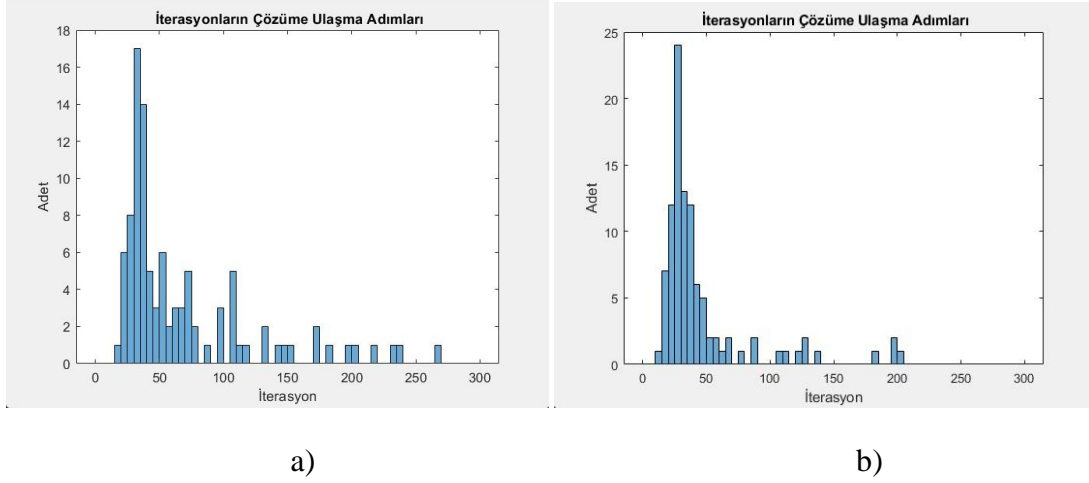 İterasyonların Çözüme Ulaşma Adımları
18
16
14
12
10
8
6
4
2
0
Adet
0 50 100 150 200 250 300
İterasyon
a)
İterasyonların Çözüme Ulaşma Adımları
25
20
15
10
5
0
Adet
0 50 100 150 200 250 300
İterasyon
b)